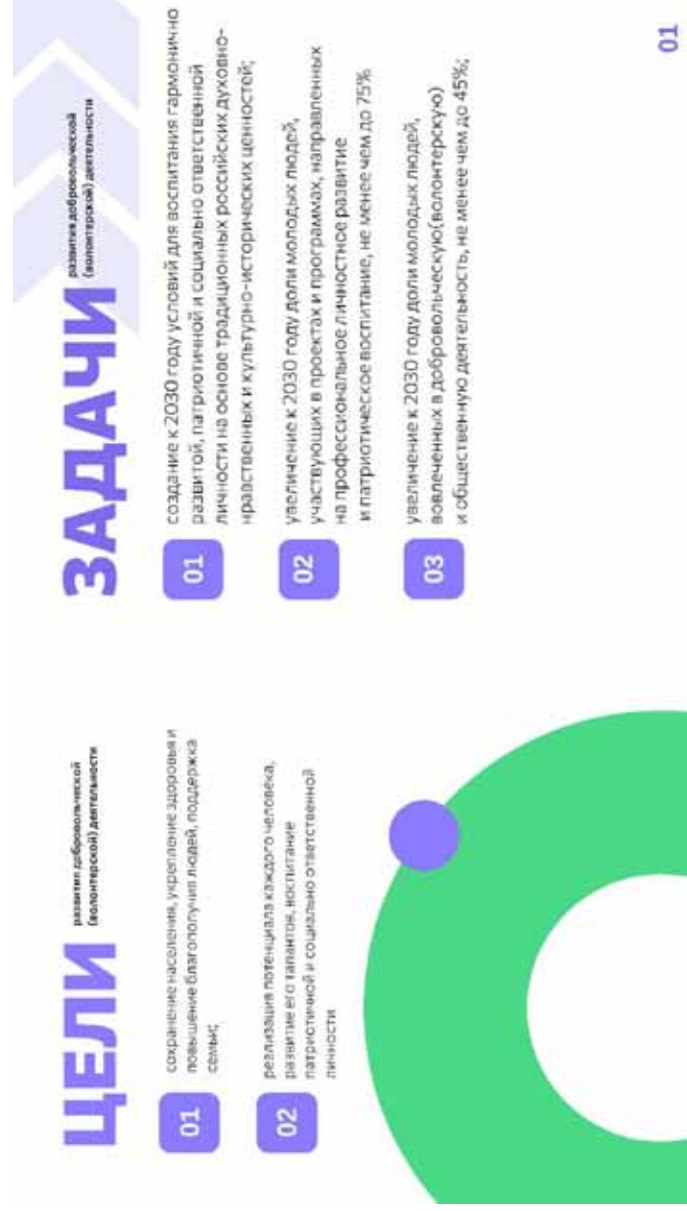 ЦЕЛИ
развития добровольческой
(волонтерской) деятельности
01
сохранение населения, укрепление здоровья и
повышение благополучия людей, поддержка
семьи;
02
реализация потенциала каждого человека,
развитие его талантов, воспитание
патриотичной и социально ответственной
личности
ЗАДАЧИ
развития добровольческой
(волонтерской) деятельности
01
создание к 2030 году условий для воспитания гармонично
развитой, патриотичной и социально ответственной
личности на основе традиционных российских духовно-
нравственных и культурно-исторических ценностей;
02
увеличение к 2030 году доли молодых людей,
участвующих в проектах и программах, направленных
на профессиональное личностное развитие
и патриотическое воспитание, не менее чем до 75%
03
увеличение к 2030 году доли молодых людей,
вовлеченных в добровольческую(волонтерскую)
и общественную деятельность, не менее чем до 45%;
01